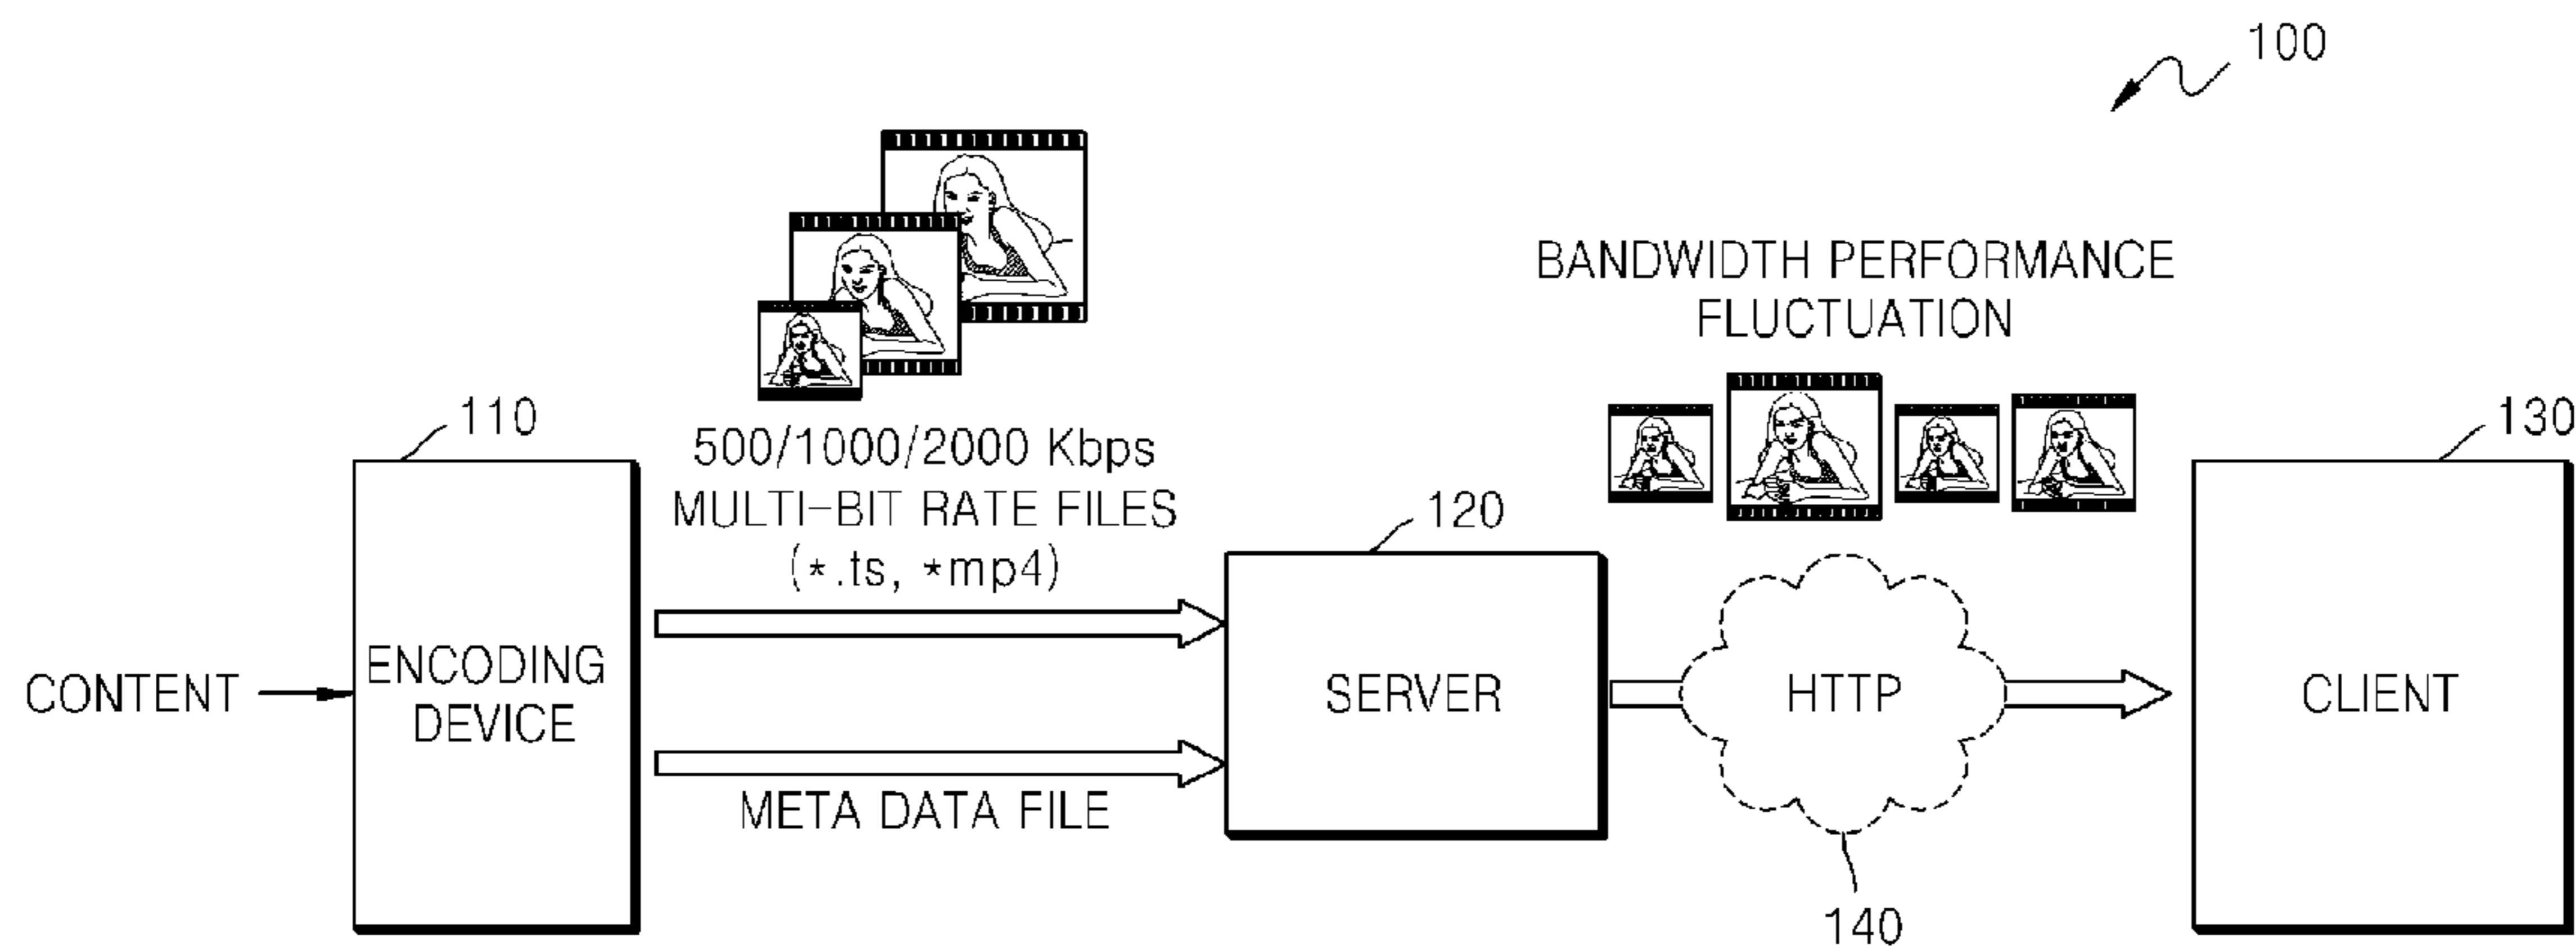 100
BANDWIDTH PERFORMANCE
FLUCTUATION
110
500/1000/2000 Kbps
MULTI-BIT RATE FILES
(*.ts, *mp4)
120
130
CONTENT
ENCODING
DEVICE
SERVER
HTTP
CLIENT
META DATA FILE
140